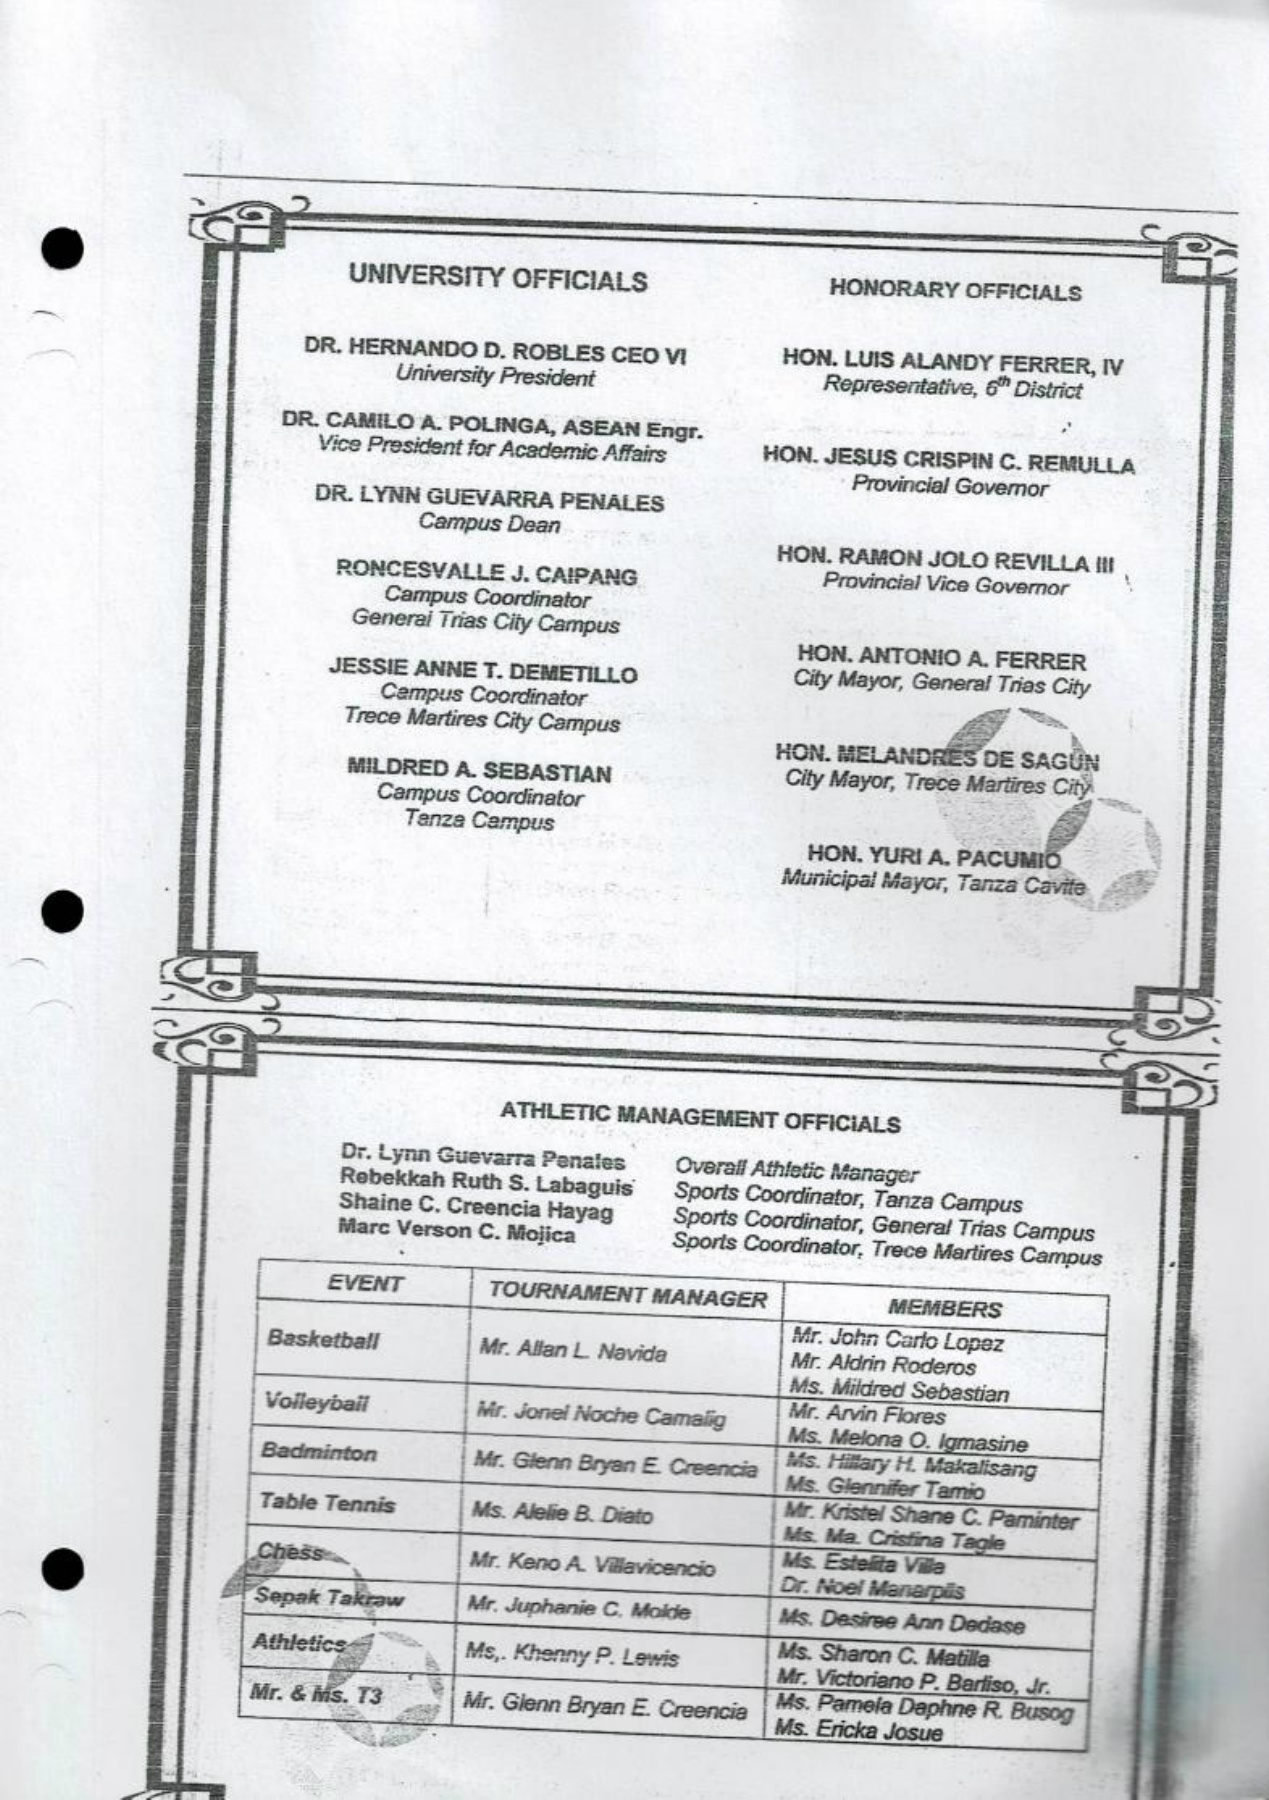 UNIVERSITY OFFICIALS
DR. HERNANDO D. ROBLES CEO VI
University President
DR. CAMILO A. POLINGA, ASEAN Engr.
Vice President for Academic Affairs
DR. LYNN GUEVARRA PENALES
Campus Dean
RONCESVALLE J. CAIPANG
Campus Coordinator
General Trias City Campus
JESSIE ANNE T. DEMETILLO
Campus Coordinator
Trece Martires City Campus
MILDRED A. SEBASTIAN
Campus Coordinator
Tanza Campus
HONORARY OFFICIALS
HON. LUIS ALANDY FERRER, IV
Representative, 6th District
HON. JESUS CRISPIN C. REMULLA
Provincial Governor
HON. RAMON JOLO REVILLA III
Provincial Vice Governor
HON. ANTONIO A. FERRER
City Mayor, General Trias City
HON. MELANDRES DE SAGUN
City Mayor, Trece Martires City
HON. YURI A. PACUMIO
Municipal Mayor, Tanza Cavite
ATHLETIC MANAGEMENT OFFICIALS
Dr. Lynn Guevarra Penales Overall Athletic Manager
Rebekkah Ruth S. Labaguis Sports Coordinator, Tanza Campus
Shaine C. Creencia Hayag Sports Coordinator, General Trias Campus
Marc Verson C. Mojica Sports Coordinator, Trece Martires Campus
EVENT TOURNAMENT MANAGER MEMBERS
Basketball Mr. Allan L. Navida Mr. John Carlo Lopez
Mr. Aldrin Roderos
Ms. Mildred Sebastian
Volleyball Mr. Jonel Noche Camalig Mr. Arvin Flores
Ms. Melona O. Igmasine
Badminton Mr. Glenn Bryan E. Creencia Ms. Hillary H. Makalisang
Ms. Glennifer Tamio
Table Tennis Ms. Alelie B. Diato Mr. Kristel Shane C. Paminter
Ms. Ma. Cristina Tagle
Chess Mr. Keno A. Villavicencio Ms. Estelita Villa
Dr. Noel Manarpiis
Sepak Takraw Mr. Juphanie C. Molde Ms. Desiree Ann Dedase
Athletics Ms,. Khenny P. Lewis Ms. Sharon C. Matilla
Mr. Victoriano P. Barliso, Jr.
Mr. & Ms. T3 Mr. Glenn Bryan E. Creencia Ms. Pamela Daphne R. Busog
Ms. Ericka Josue